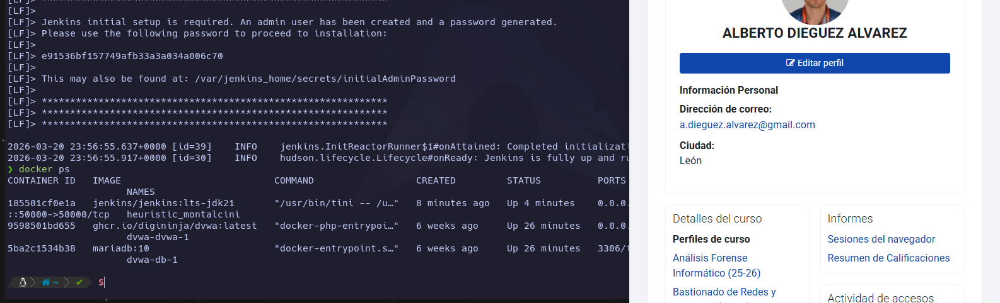 [LF]> *************************************************************
[LF]>
[LF]> Jenkins initial setup is required. An admin user has been created and a password generated.
[LF]> Please use the following password to proceed to installation:
[LF]>
[LF]> e91536bf157749afb33a3a034a006c70
[LF]>
[LF]> This may also be found at: /var/jenkins_home/secrets/initialAdminPassword
[LF]>
[LF]> *************************************************************
[LF]> *************************************************************
[LF]> *************************************************************
2026-03-20 23:56:55.637+0000 [id=39]    INFO    jenkins.InitReactorRunner$1#onAttained: Completed initializati
2026-03-20 23:56:55.917+0000 [id=30]    INFO    hudson.lifecycle.Lifecycle#onReady: Jenkins is fully up and ru
❯ docker ps
CONTAINER ID   IMAGE                           COMMAND                  CREATED         STATUS          PORTS
                     NAMES
185501cf0e1a   jenkins/jenkins:lts-jdk21       "/usr/bin/tini -- /u…"   8 minutes ago   Up 4 minutes    0.0.0.
::50000->50000/tcp   heuristic_montalcini
9598501bd655   ghcr.io/digininja/dvwa:latest   "docker-php-entrypoi…"   6 weeks ago     Up 26 minutes   0.0.0.
                     dvwa-dvwa-1
5ba2c1534b38   mariadb:10                      "docker-entrypoint.s…"   6 weeks ago     Up 26 minutes   3306/t
                     dvwa-db-1
~ ✔ S
ALBERTO DIEGUEZ ALVAREZ
Editar perfil
Información Personal
Dirección de correo:
a.dieguez.alvarez@gmail.com
Ciudad:
León
Detalles del curso
Perfiles de curso
Análisis Forense
Informático (25-26)
Bastionado de Redes y
Informes
Sesiones del navegador
Resumen de Calificaciones
Actividad de accesos